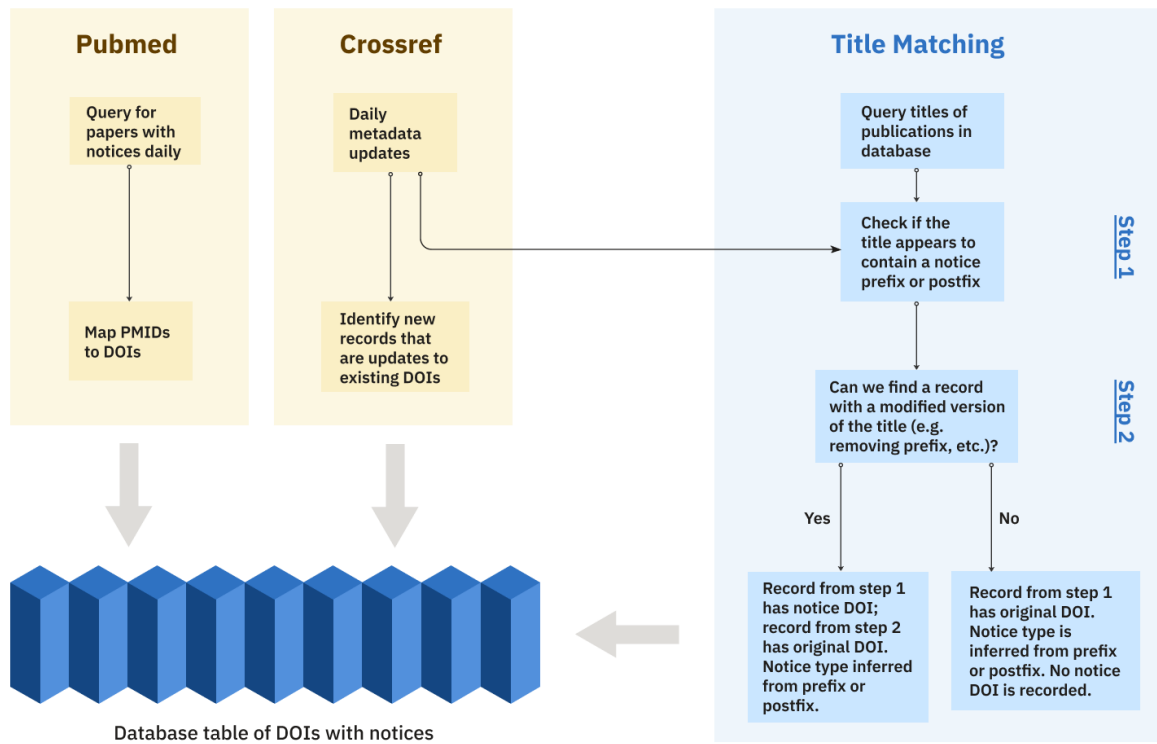 Pubmed
Query for
papers with
notices daily
Map PMIDs
to DOIs
Crossref
Daily
metadata
updates
Identify new
records that
are updates to
existing DOIs
Title Matching
Query titles of
publications in
database
Check if the
title appears to
contain a notice
prefix or postfix
Step 1
Can we find a record
with a modified version
of the title (e.g.
removing prefix, etc.)?
Step 2
Yes
No
Record from step 1
has notice DOI;
record from step 2
has original DOI.
Notice type inferred
from prefix or
postfix.
Record from step 1
has original DOI.
Notice type is
inferred from prefix
or postfix. No notice
DOI is recorded.
Database table of DOIs with notices